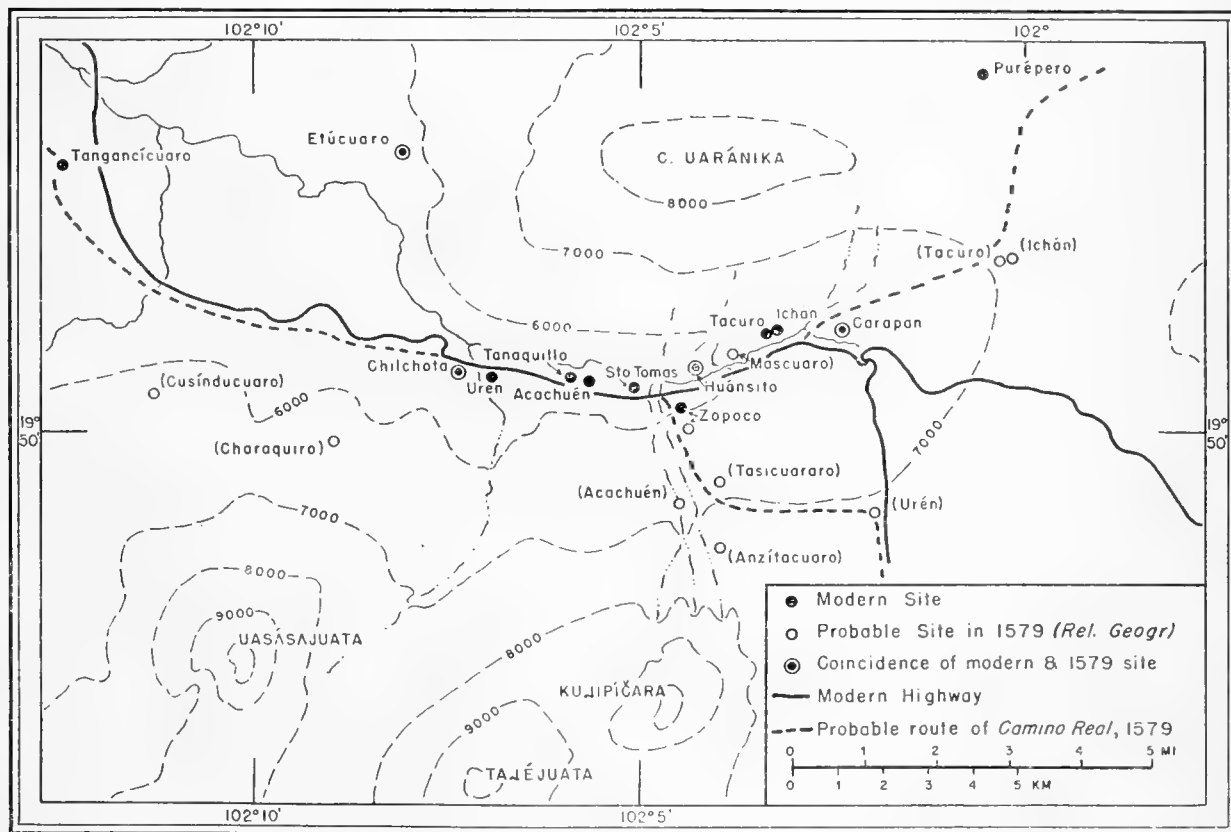 102° 10'
102° 5'
102°
Purépero
Etúcuaro
Tangancícuaro
C. UARÁNIKA
8000
7000
(Tacuro)
(Ichán)
6000
Tacuro
Ichán
Carapan
Chilchota
Tanaquillo
Sto Tomas
Mascuaro)
Urén
Acachuén
Huánsito
(Cusínducuaro)
Zopoco
6000
19° 50'
19° 50'
7000
(Charaquiro)
(Tasicuararo)
(Acachuén)
(Urén)
7000
(Anzítacuaro)
8000
9000
UASÁSAJUATA
8000
KUJIPÍČARA
9000
TAJÉJUATA
Modern Site
Probable Site in 1579 (Rel. Geogr)
Coincidence of modern & 1579 site
Modern Highway
Probable route of Camino Real, 1579
0 1 2 3 4 5 MI
0 1 2 3 4 5 KM
102° 10'
102° 5'